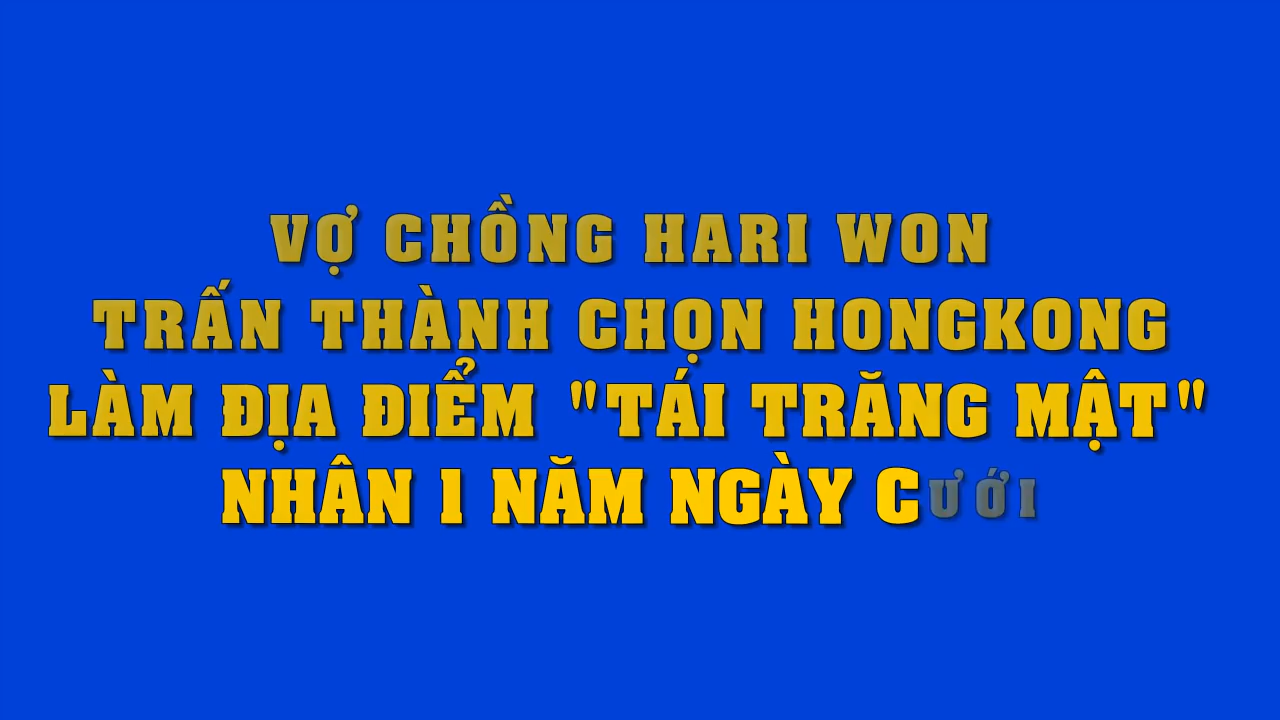 VỢ CHỒNG HARI WON
TRẤN THÀNH CHỌN HONGKONG
LÀM ĐỊA ĐIỂM "TÁI TRĂNG MẬT"
NHÂN 1 NĂM NGÀY CƯỚI